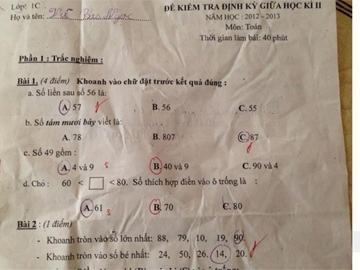 Lớp: 1C
ĐỀ KIỂM TRA ĐỊNH KỲ GIỮA HỌC KÌ II
Họ và tên:
NĂM HỌC : 2012 - 2013
Môn: Toán
Thời gian làm bài: 40 phút
Phần 1 : Trắc nghiệm :
Bài 1. (4 điểm) Khoanh vào chữ đặt trước kết quả đúng :
a. Số liền sau số 56 là:
A. 57 B. 56 C. 55
b. Số tám mươi bảy viết là:
A. 78 B. 807 C. 87
c. Số 49 gồm :
A. 4 và 9 s B. 40 và 9 C. 90 và 4
d. Cho : 60 < □ < 80. Số thích hợp điền vào ô trống là :
A. 61 s B. 70 C. 80
Bài 2 : (1 điểm)
- Khoanh tròn vào số lớn nhất: 88, 79, 10, 19, 90.
- Khoanh tròn vào số bé nhất: 24, 50, 26, 14, 20.